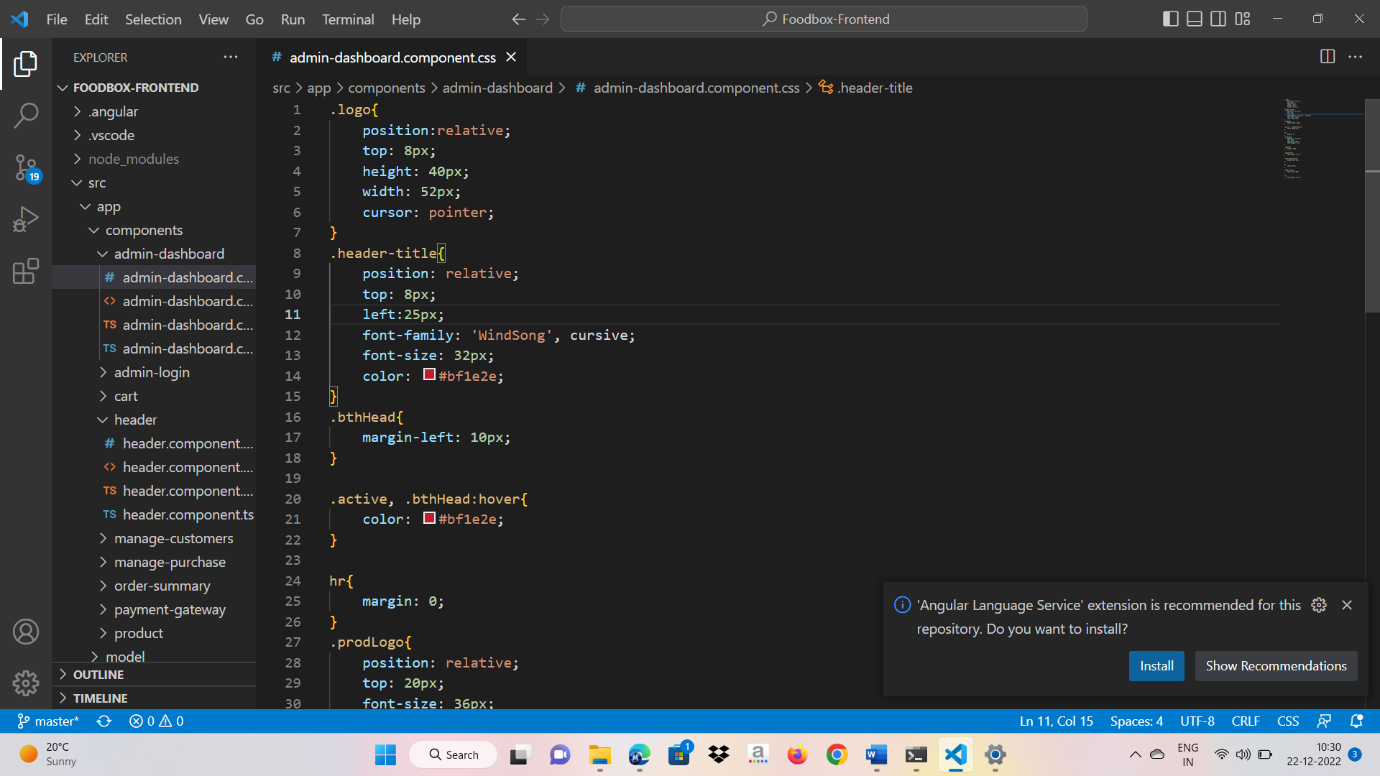 File Edit Selection View Go Run Terminal Help
Foodbox-Frontend
EXPLORER
FOODBOX-FRONTEND
.angular
.vscode
node_modules
src
app
components
admin-dashboard
admin-dashboard.c...
admin-dashboard.c...
TS admin-dashboard.c...
TS admin-dashboard.c...
admin-login
cart
header
header.component....
header.component....
TS header.component....
TS header.component.ts
manage-customers
manage-purchase
order-summary
payment-gateway
product
model
OUTLINE
TIMELINE
19
# admin-dashboard.component.css
src > app > components > admin-dashboard > # admin-dashboard.component.css > .header-title
1 .logo{
2 position:relative;
3 top: 8px;
4 height: 40px;
5 width: 52px;
6 cursor: pointer;
7 }
8 .header-title{
9 position: relative;
10 top: 8px;
11 left:25px;
12 font-family: 'WindSong', cursive;
13 font-size: 32px;
14 color: #bf1e2e;
15 }
16 .bthHead{
17 margin-left: 10px;
18 }
19
20 .active, .bthHead:hover{
21 color: #bf1e2e;
22 }
23
24 hr{
25 margin: 0;
26 }
27 .prodLogo{
28 position: relative;
29 top: 20px;
30 font-size: 36px;
'Angular Language Service' extension is recommended for this
repository. Do you want to install?
Install Show Recommendations
master* 0 0 Ln 11, Col 15 Spaces: 4 UTF-8 CRLF CSS
20°C
Sunny
Search
1
a
ENG
IN
10:30
22-12-2022
3